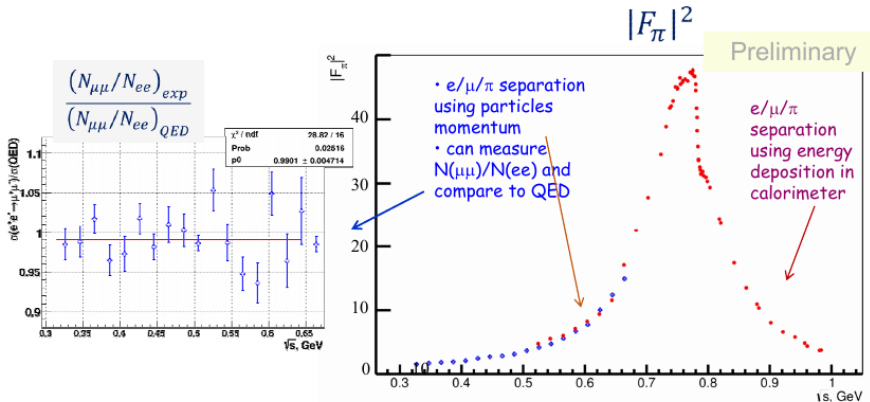 |F_π|²
Preliminary
(N_μμ/N_ee)_exp
(N_μμ/N_ee)_QED
χ² / ndf 28.82 / 16
Prob 0.02516
p0 0.9901 ± 0.004714
σ(e⁺e⁻→μ⁺μ⁻)/σ(QED)
1.1
1.05
1
0.95
0.9
0.3 0.35 0.4 0.45 0.5 0.55 0.6 0.65
√s, GeV
|F_π|²
40
30
20
10
0
• e/μ/π separation
using particles
momentum
• can measure
N(μμ)/N(ee) and
compare to QED
e/μ/π
separation
using energy
deposition in
calorimeter
0.3 0.4 0.5 0.6 0.7 0.8 0.9 1
√s, GeV